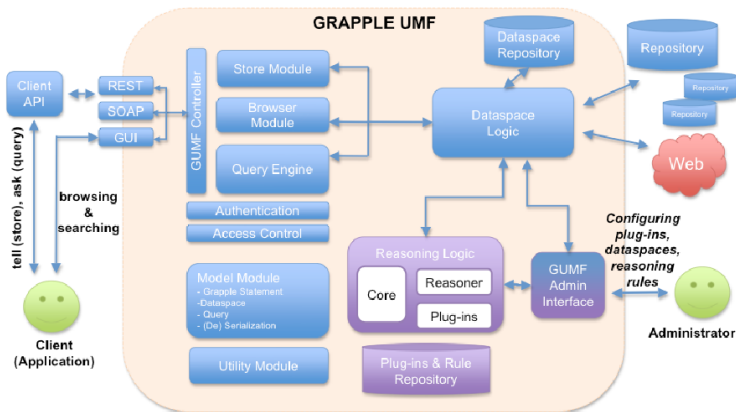 GRAPPLE UMF
Dataspace
Repository
Repository
Repository
Repository
Client
API
REST
SOAP
GUI
GUMF Controller
Store Module
Browser
Module
Query Engine
Dataspace
Logic
Web
tell (store), ask (query)
browsing
&
searching
Authentication
Access Control
Configuring
plug-ins,
dataspaces,
reasoning
rules
Reasoning Logic
Core
Reasoner
Plug-ins
GUMF
Admin
Interface
Model Module
- Grapple Statement
-Dataspace
- Query
- (De) Serialization
Client
(Application)
Administrator
Utility Module
Plug-ins & Rule
Repository